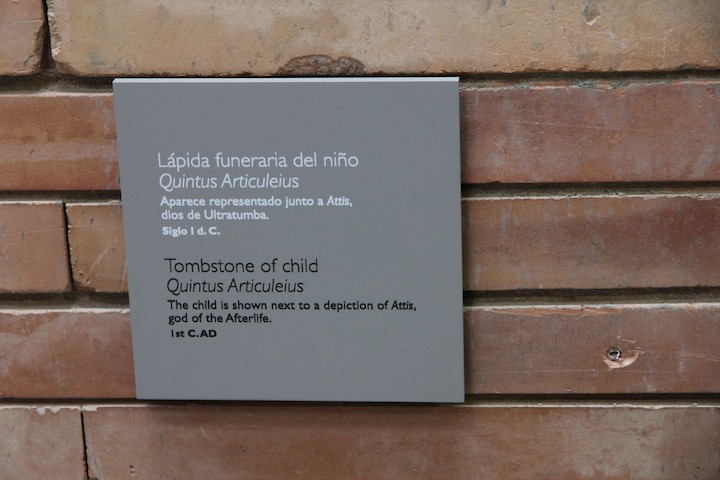 Lápida funeraria del niño
Quintus Articuleius
Aparece representado junto a Attis,
dios de Ultratumba.
Siglo I d. C.
Tombstone of child
Quintus Articuleius
The child is shown next to a depiction of Attis,
god of the Afterlife.
1st C.AD